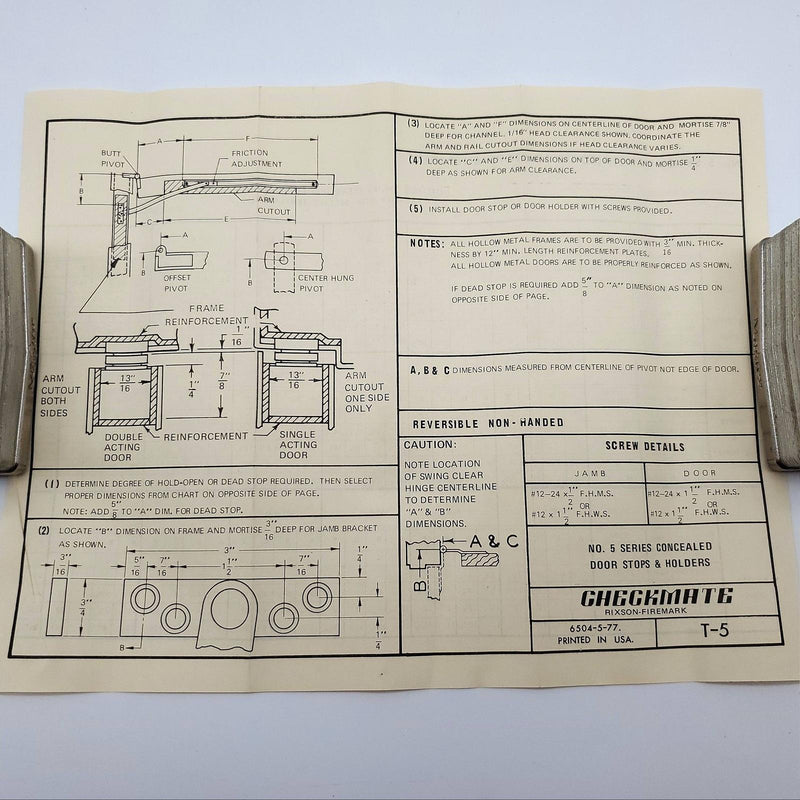 A
F
BUTT
PIVOT
FRICTION
ADJUSTMENT
B
ARM
CUTOUT
C
E
A
B
OFFSET
PIVOT
A
B
CENTER HUNG
PIVOT
FRAME
REINFORCEMENT
1"
16
ARM
CUTOUT
BOTH
SIDES
13"
16
1"
4
7"
8
13"
16
ARM
CUTOUT
ONE SIDE
ONLY
DOUBLE
ACTING
DOOR
REINFORCEMENT
SINGLE
ACTING
DOOR
(1) DETERMINE DEGREE OF HOLD-OPEN OR DEAD STOP REQUIRED. THEN SELECT
PROPER DIMENSIONS FROM CHART ON OPPOSITE SIDE OF PAGE.
NOTE: ADD 5"/8 TO "A" DIM. FOR DEAD STOP.
(2) LOCATE "B" DIMENSION ON FRAME AND MORTISE 3"/16 DEEP FOR JAMB BRACKET
AS SHOWN.
3"
16
3"
5"
16
7"
16
1 1"
2
7"
16
1"
4
3"
4
1"
4
B
(3) LOCATE "A" AND "F" DIMENSIONS ON CENTERLINE OF DOOR AND MORTISE 7/8"
DEEP FOR CHANNEL. 1/16" HEAD CLEARANCE SHOWN. COORDINATE THE
ARM AND RAIL CUTOUT DIMENSIONS IF HEAD CLEARANCE VARIES.
(4) LOCATE "C" AND "E" DIMENSIONS ON TOP OF DOOR AND MORTISE 1"/4
DEEP AS SHOWN FOR ARM CLEARANCE.
(5) INSTALL DOOR STOP OR DOOR HOLDER WITH SCREWS PROVIDED.
NOTES: ALL HOLLOW METAL FRAMES ARE TO BE PROVIDED WITH 3"/16 MIN. THICK-
NESS BY 12" MIN. LENGTH REINFORCEMENT PLATES.
ALL HOLLOW METAL DOORS ARE TO BE PROPERLY REINFORCED AS SHOWN.
IF DEAD STOP IS REQUIRED ADD 5"/8 TO "A" DIMENSION AS NOTED ON
OPPOSITE SIDE OF PAGE.
A, B & C DIMENSIONS MEASURED FROM CENTERLINE OF PIVOT NOT EDGE OF DOOR.
REVERSIBLE NON-HANDED
CAUTION:
NOTE LOCATION
OF SWING CLEAR
HINGE CENTERLINE
TO DETERMINE
"A" & "B"
DIMENSIONS.
A & C
B
SCREW DETAILS
JAMB
DOOR
#12-24 x 1"/2 F.H.M.S.
OR
#12 x 1 1"/2 F.H.W.S.
#12-24 x 1 1"/2 F.H.M.S.
OR
#12 x 1 1"/2 F.H.W.S.
NO. 5 SERIES CONCEALED
DOOR STOPS & HOLDERS
CHECKMATE
RIXSON-FIREMARK
6504-5-77.
PRINTED IN USA.
T-5